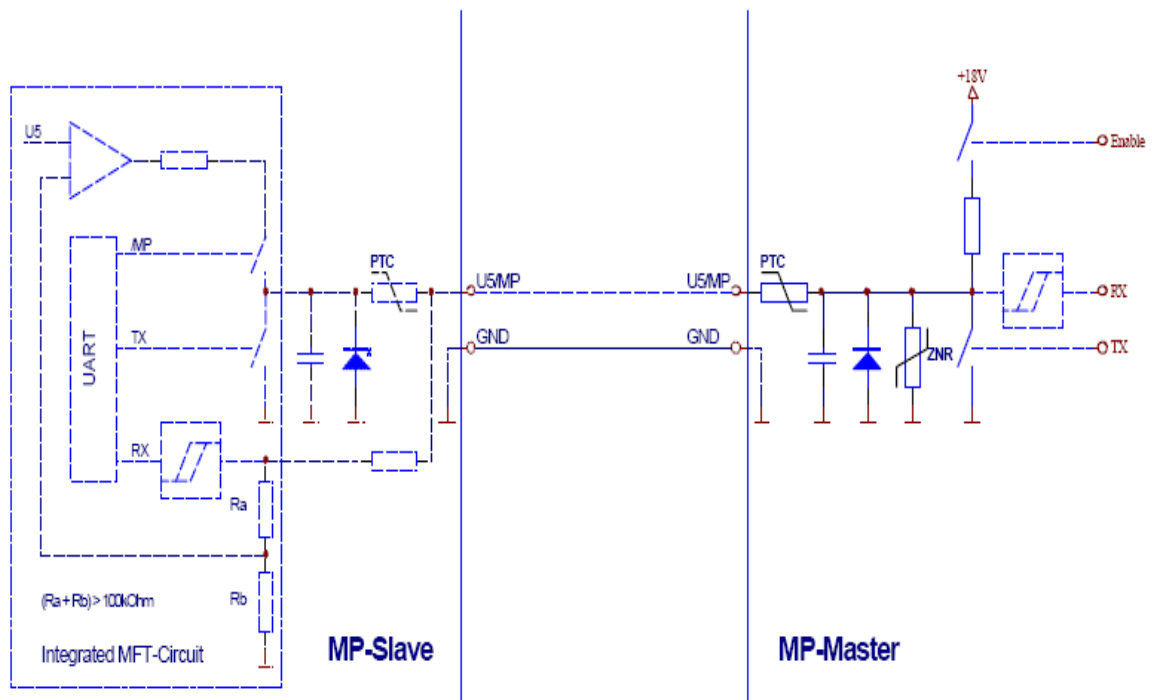 +18V
Enable
U5
/MP
TX
RX
UART
PTC
U5/MP
GND
U5/MP
GND
PTC
ZNR
RX
TX
Ra
Rb
(Ra + Rb) > 100kOhm
Integrated MFT-Circuit
MP-Slave
MP-Master